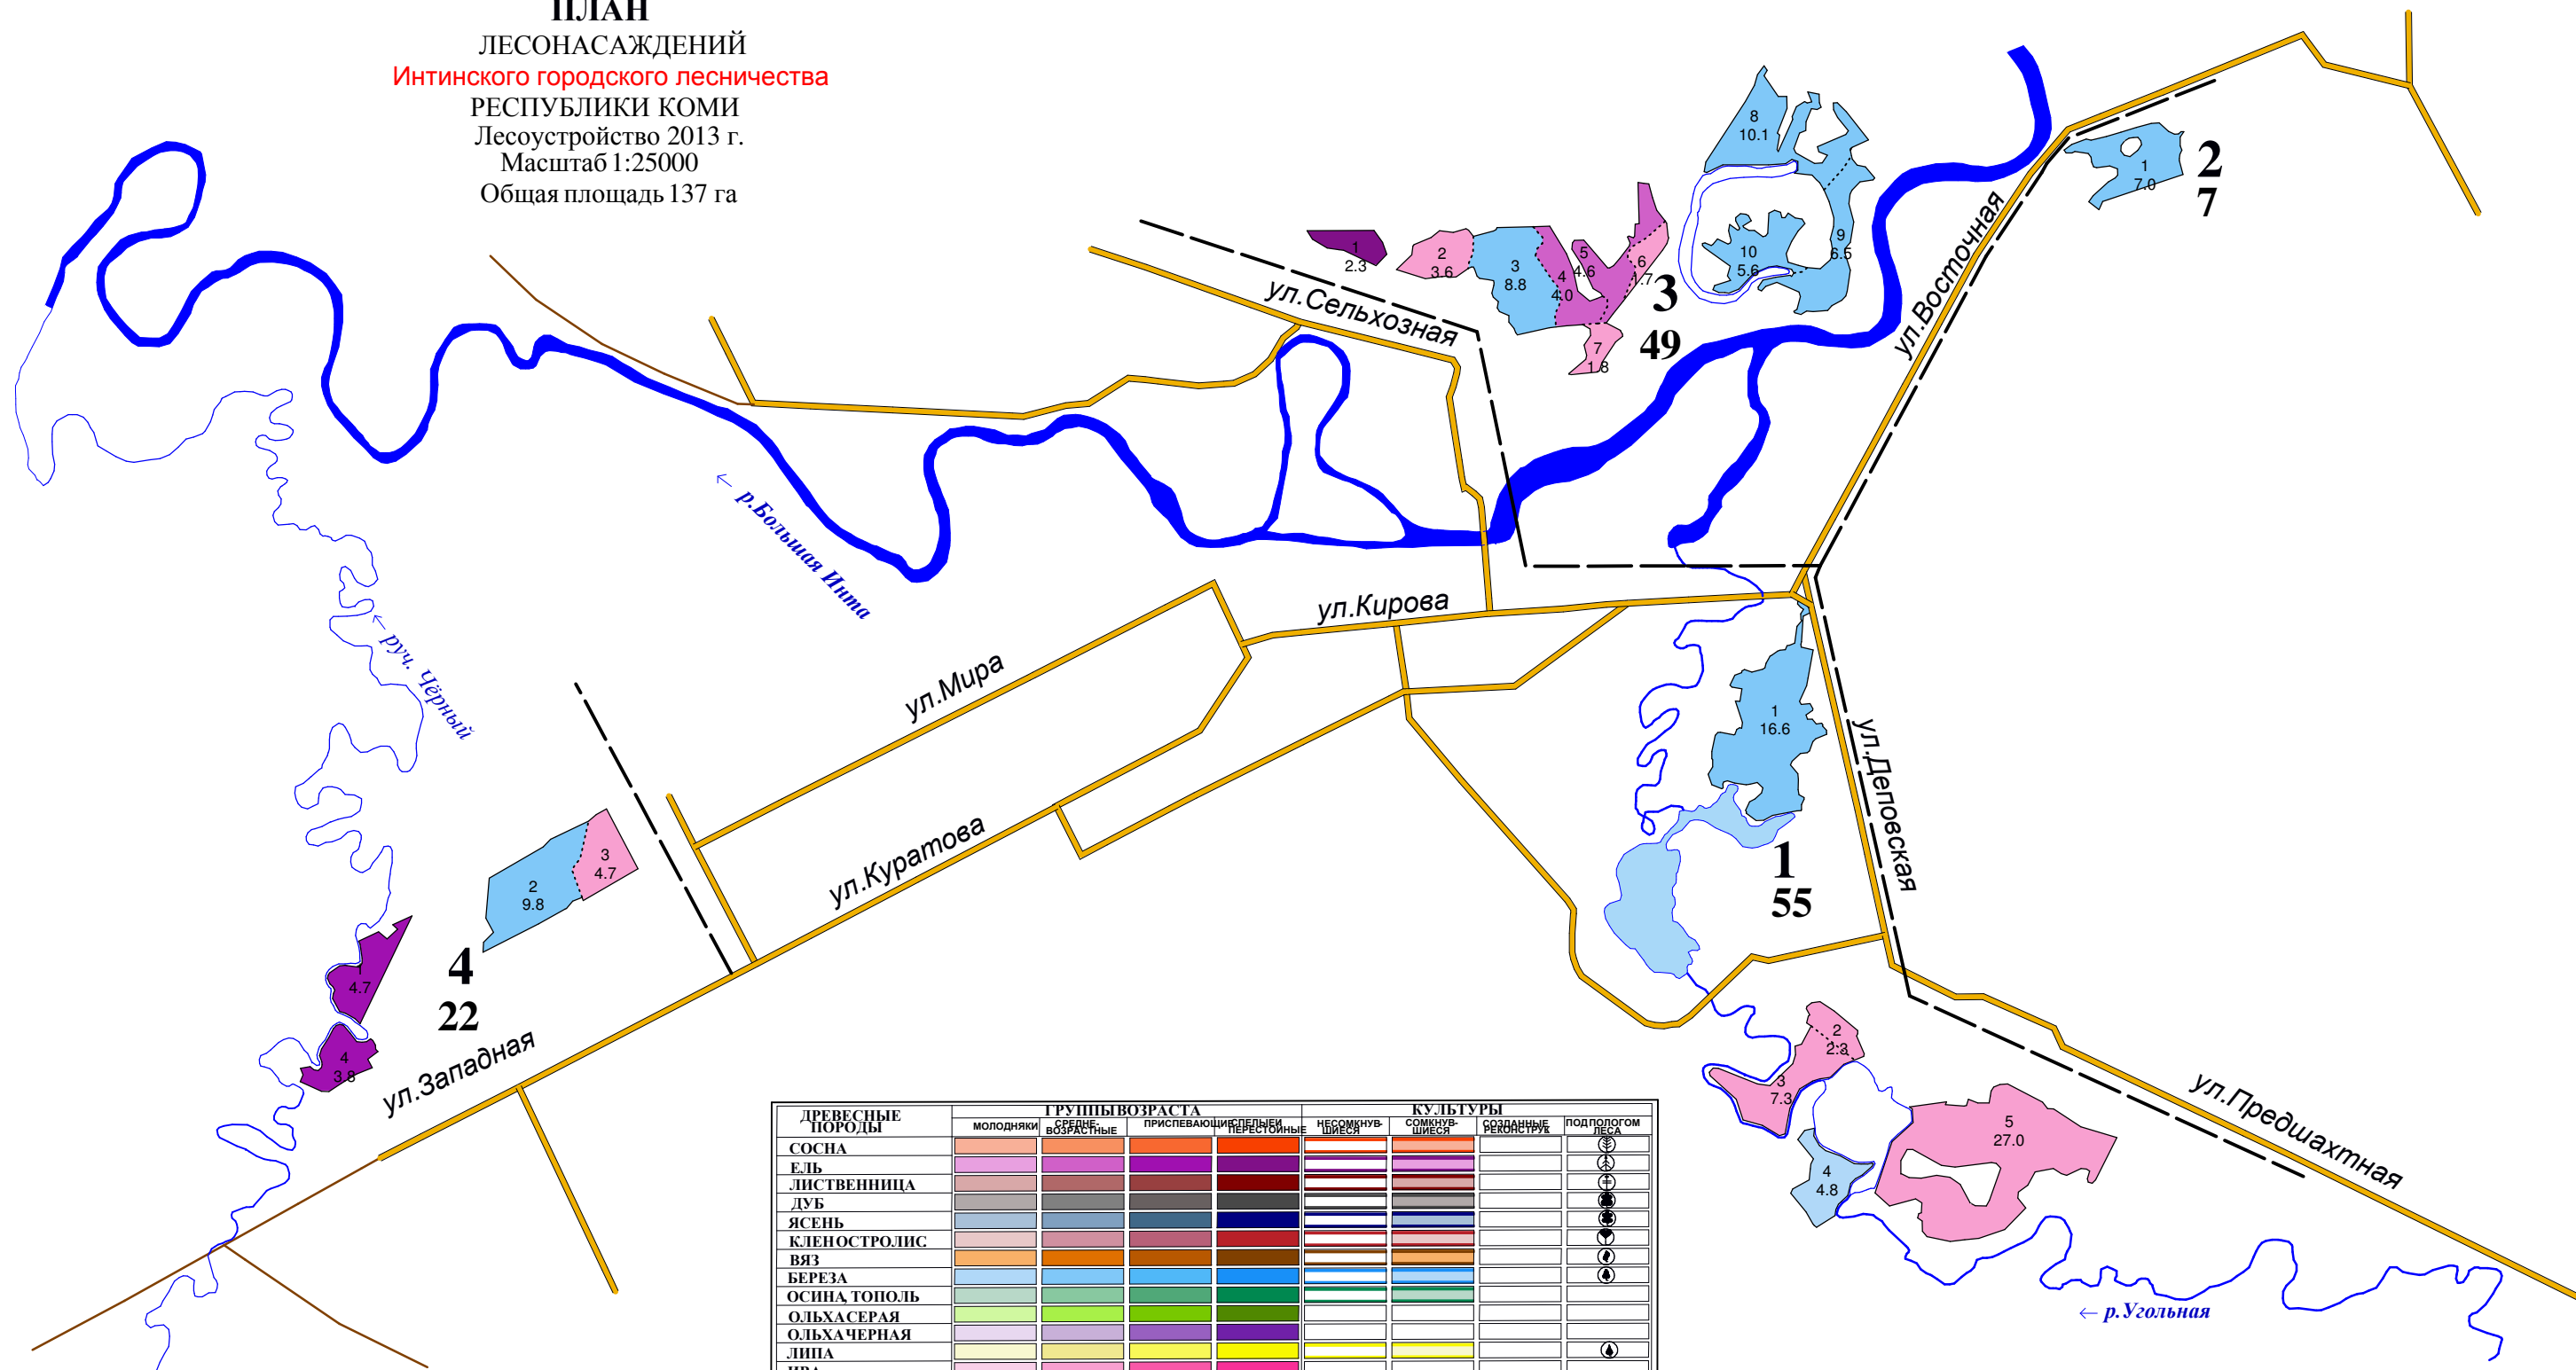 ПЛАН
ЛЕСОНАСАЖДЕНИЙ
Интинского городского лесничества
РЕСПУБЛИКИ КОМИ
Лесоустройство 2013 г.
Масштаб 1:25000
Общая площадь 137 га
8
10.1
1
7.0
2
7
9
6.5
10
5.6
1
2.3
2
3.6
3
8.8
4
4.0
5
4.6
6
1.7
7
1.8
3
49
ул.Сельхозная
ул.Восточная
р.Большая Инта
руч. Чёрный
ул.Кирова
ул.Мира
ул.Куратова
ул.Деповская
1
16.6
1
55
2
9.8
3
4.7
1
4.7
4
3.8
4
22
ул.Западная
2
2.3
3
7.3
4
4.8
5
27.0
ул.Предшахтная
р.Угольная
ДРЕВЕСНЫЕ ПОРОДЫ
ГРУППЫ ВОЗРАСТА
КУЛЬТУРЫ
МОЛОДНЯКИ
СРЕДНЕ-ВОЗРАСТНЫЕ
ПРИСПЕВАЮЩИЕ
СПЕЛЫЕ И ПЕРЕСТОЙНЫЕ
НЕСОМКНУВ-ШИЕСЯ
СОМКНУВ-ШИЕСЯ
СОЗДАННЫЕ РЕКОНСТРУК
ПОД ПОЛОГОМ ЛЕСА
СОСНА
ЕЛЬ
ЛИСТВЕННИЦА
ДУБ
ЯСЕНЬ
КЛЕН ОСТРОЛИС
ВЯЗ
БЕРЕЗА
ОСИНА, ТОПОЛЬ
ОЛЬХА СЕРАЯ
ОЛЬХА ЧЕРНАЯ
ЛИПА
ИВА